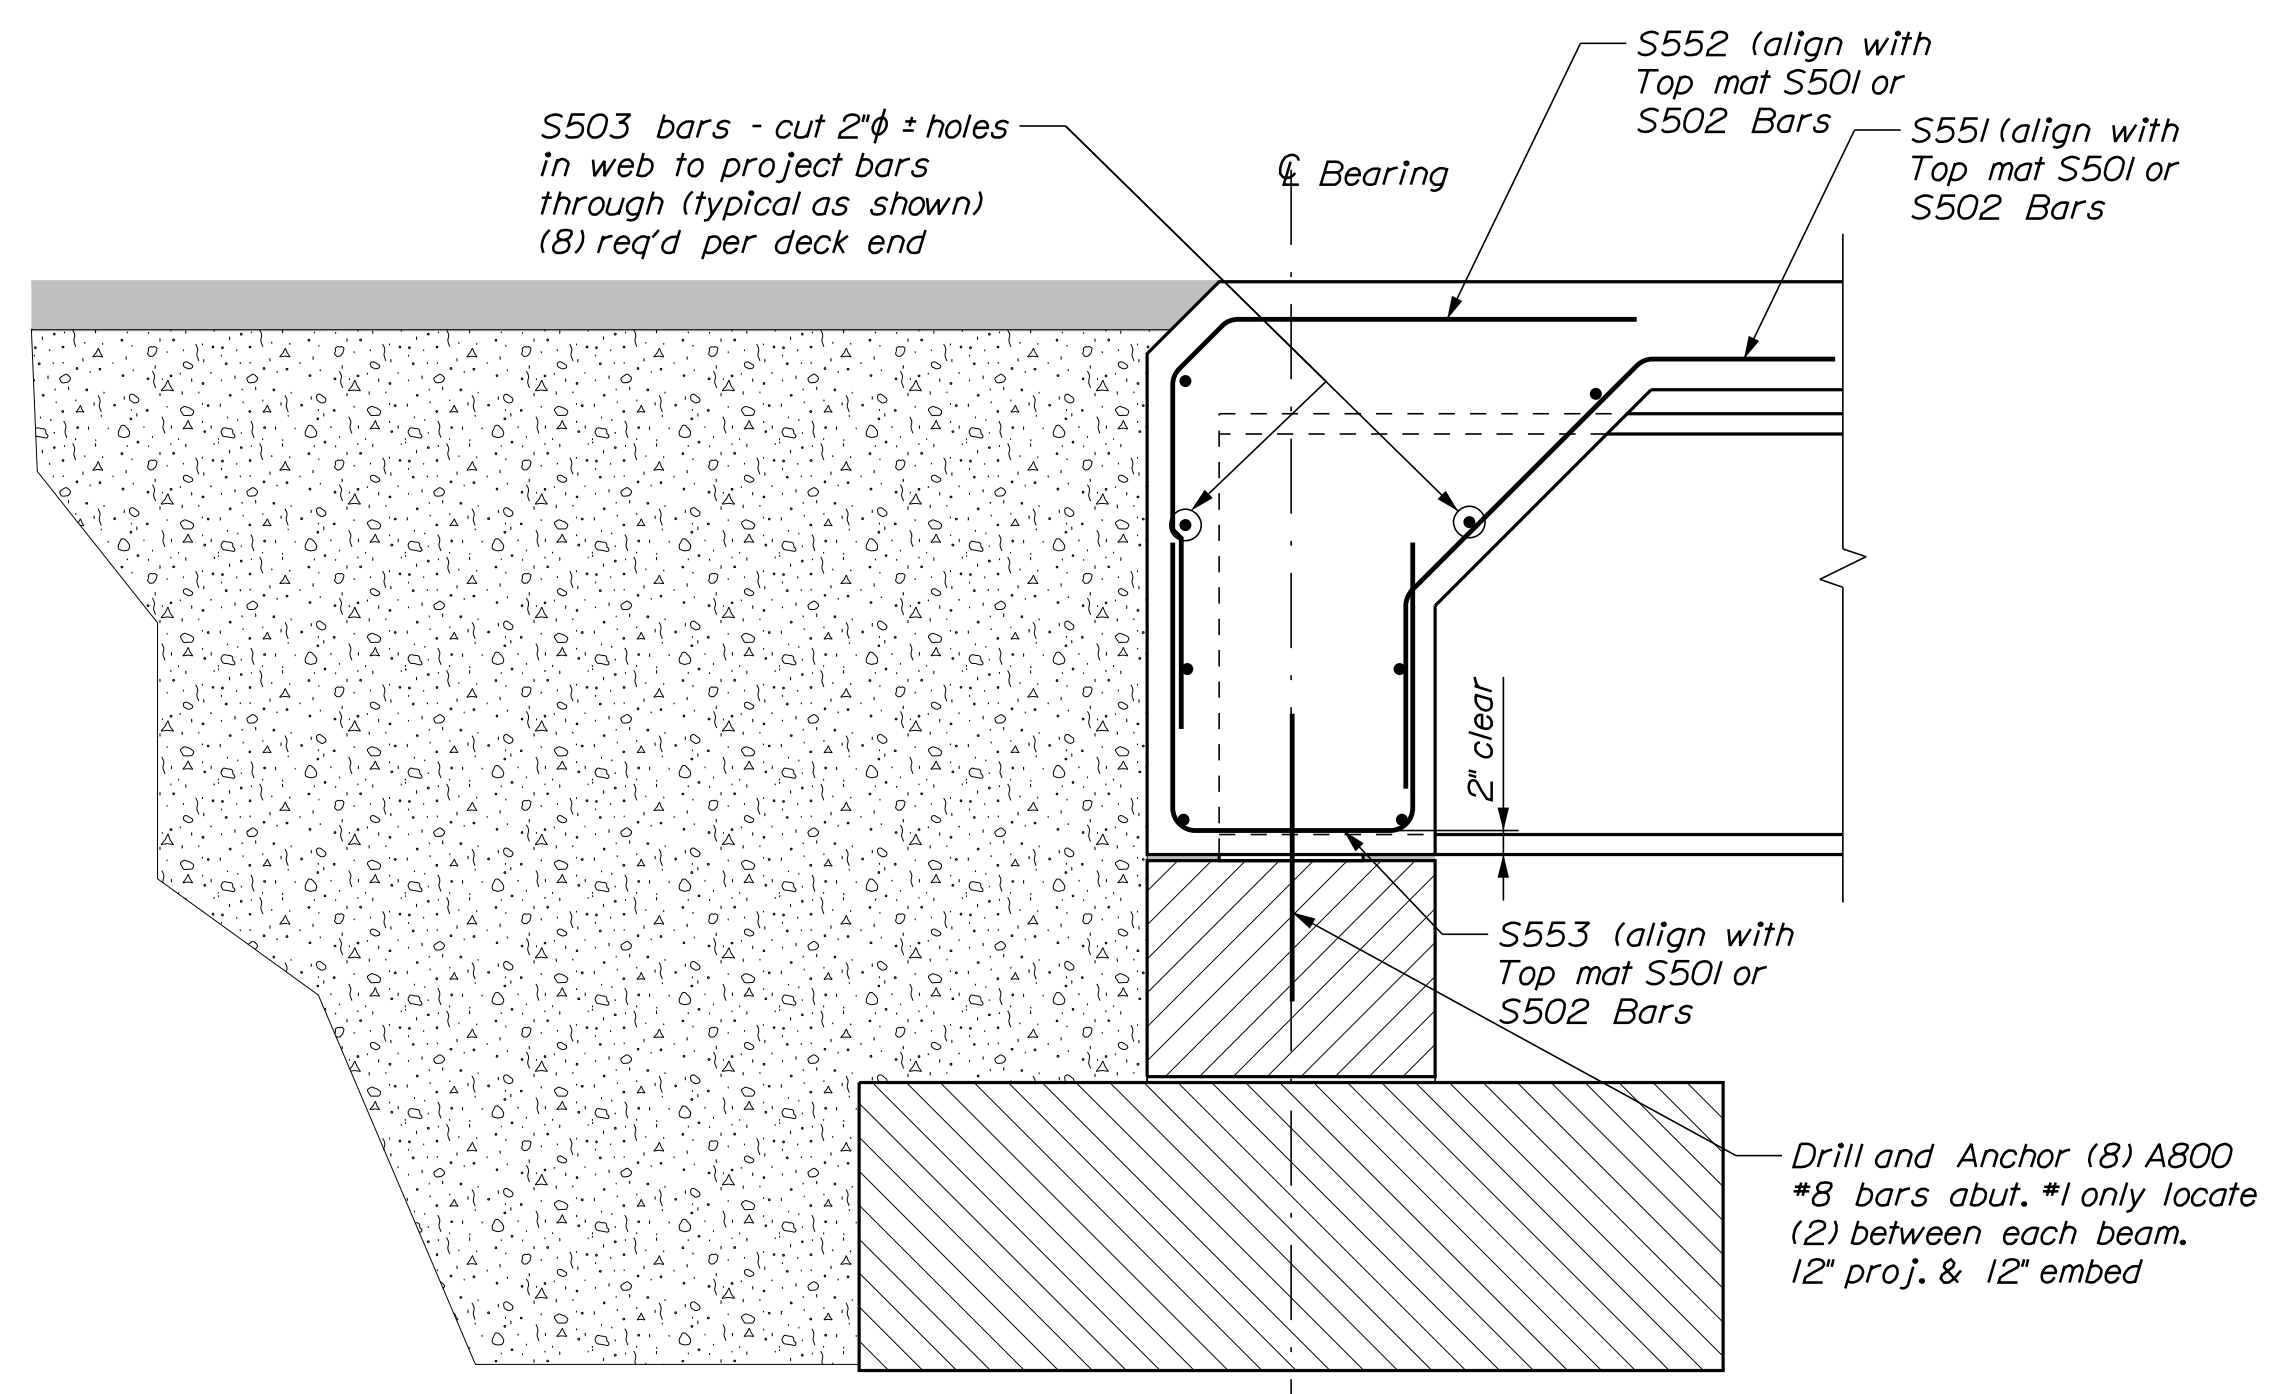 S552 (align with
Top mat S501 or
S502 Bars
S503 bars - cut 2"ϕ ± holes
in web to project bars
through (typical as shown)
(8) req'd per deck end
S551 (align with
Top mat S501 or
S502 Bars
℄ Bearing
2" clear
S553 (align with
Top mat S501 or
S502 Bars
Drill and Anchor (8) A800
#8 bars abut. #1 only locate
(2) between each beam.
12" proj. & 12" embed